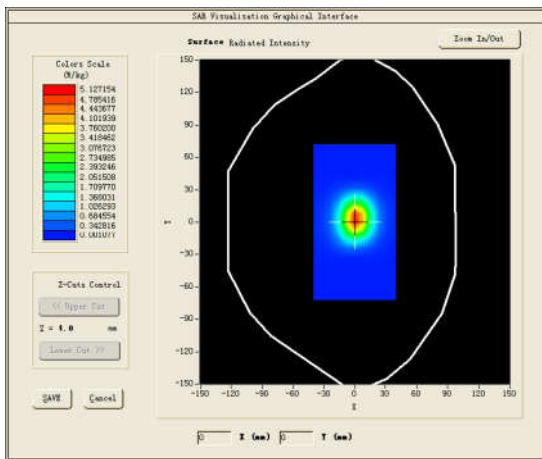 SAR Visualisation Graphical Interface
Surface Radiated Intensity
Zoom In/Out
Colors Scale
(W/kg)
5.127154
4.785416
4.443677
4.101939
3.760200
3.418462
3.076723
2.734985
2.393246
2.051508
1.709770
1.368031
1.026293
0.684554
0.342816
0.001077
Z-Cuts Control
<< Upper Cut
Z = 4.0 mm
Lower Cut >>
SAVE
Cancel
150
120
90
60
30
0
-30
-60
-90
-120
-150
Y
-150 -120 -90 -60 -30 0 30 60 90 120 150
X
0 X (mm) 0 Y (mm)